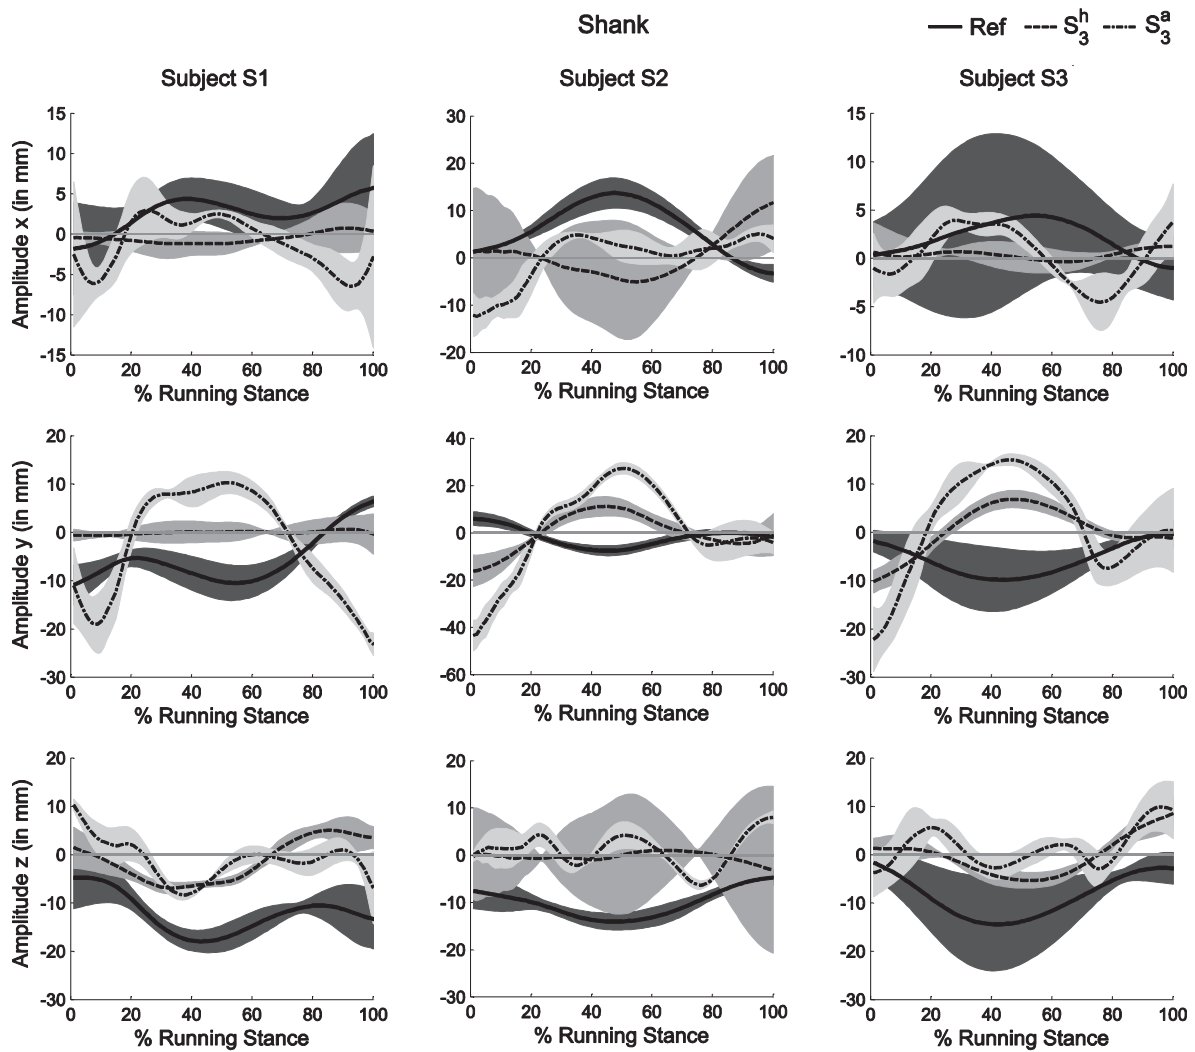 Shank
Ref S₃ʰ S₃ᵃ
Subject S1 Subject S2 Subject S3
Amplitude x (in mm)
15 10 5 0 -5 -10 -15
0 20 40 60 80 100
% Running Stance
30 20 10 0 -10 -20
0 20 40 60 80 100
% Running Stance
15 10 5 0 -5 -10
0 20 40 60 80 100
% Running Stance
Amplitude y (in mm)
20 10 0 -10 -20 -30
0 20 40 60 80 100
% Running Stance
40 20 0 -20 -40 -60
0 20 40 60 80 100
% Running Stance
20 10 0 -10 -20 -30
0 20 40 60 80 100
% Running Stance
Amplitude z (in mm)
20 10 0 -10 -20 -30
0 20 40 60 80 100
% Running Stance
20 10 0 -10 -20 -30
0 20 40 60 80 100
% Running Stance
20 10 0 -10 -20 -30
0 20 40 60 80 100
% Running Stance